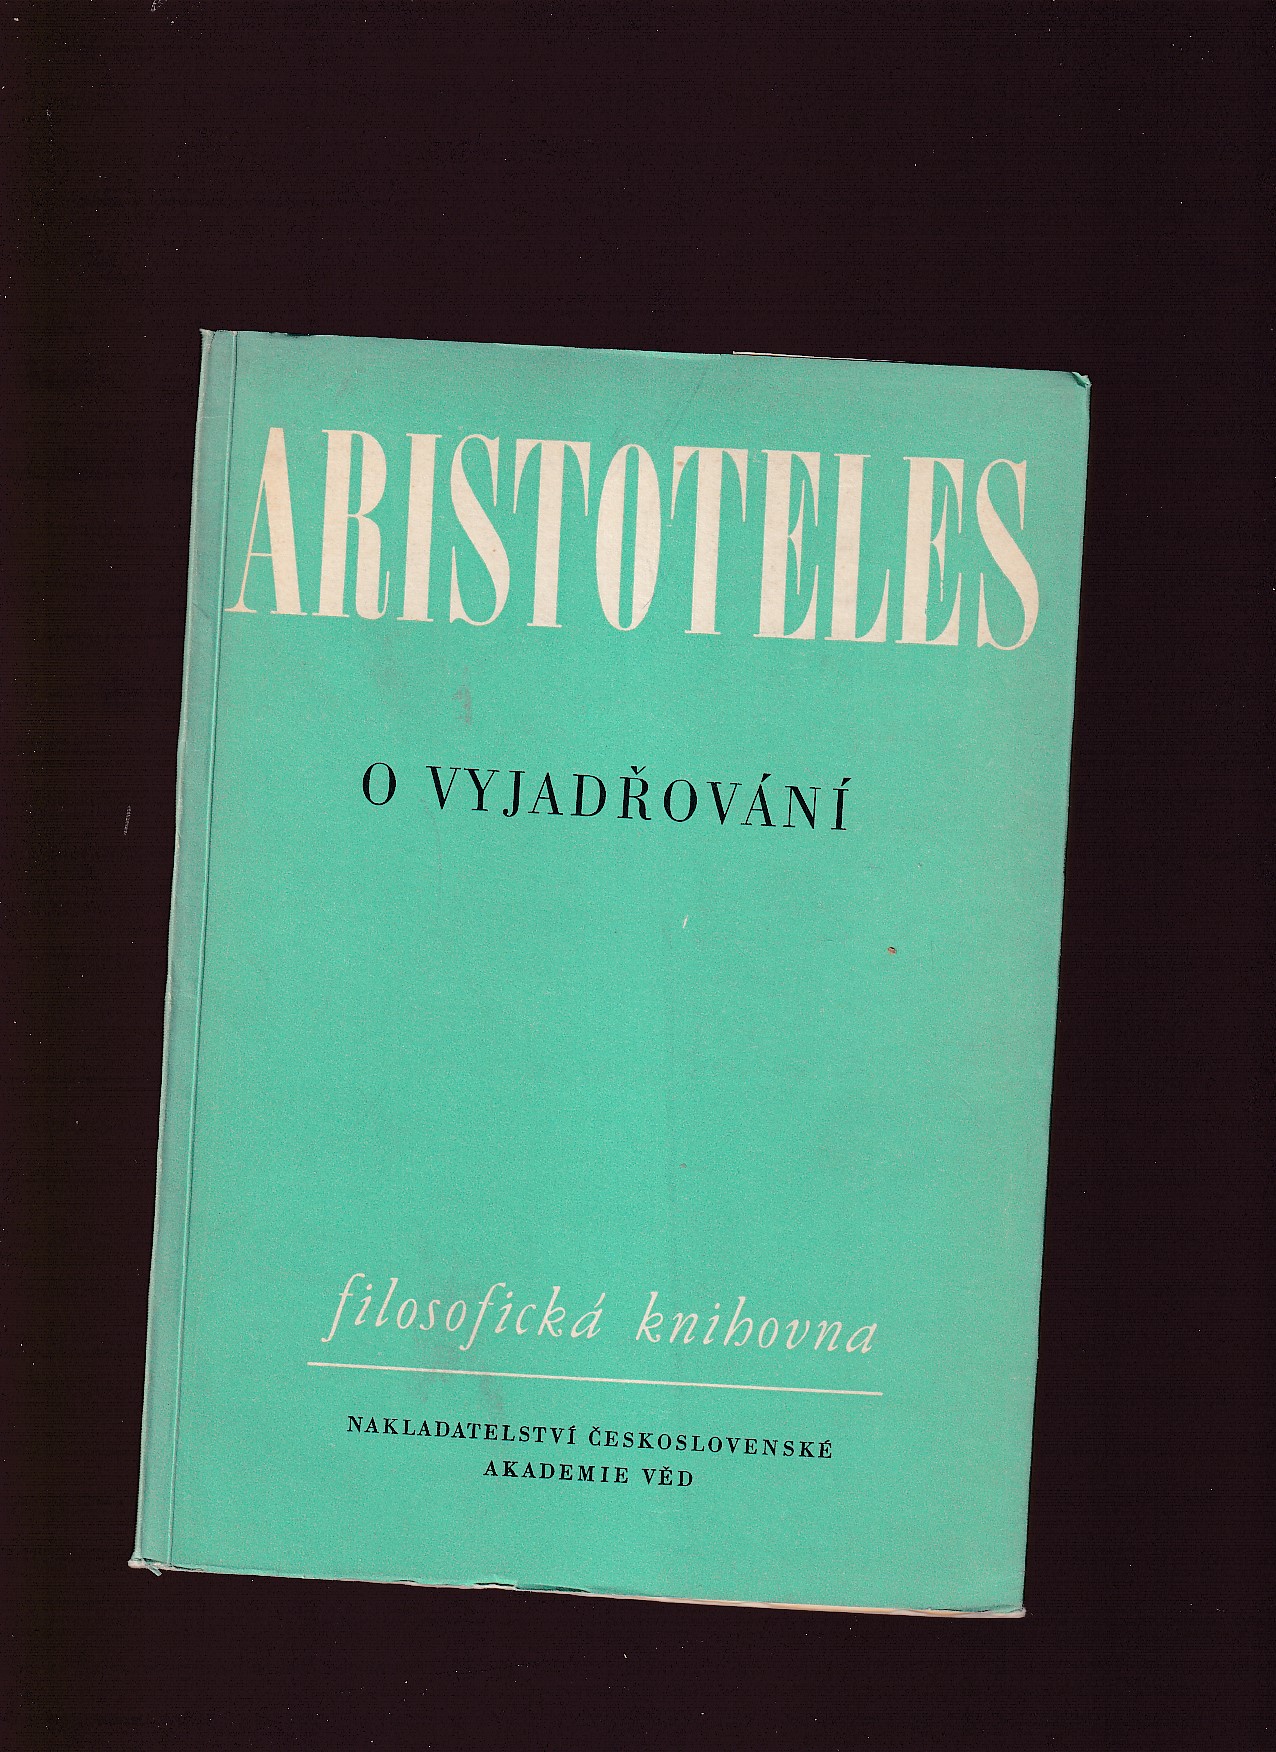 ARISTOTELES
O VYJADŘOVÁNÍ
filosofická knihovna
NAKLADATELSTVÍ ČESKOSLOVENSKÉ
AKADEMIE VĚD